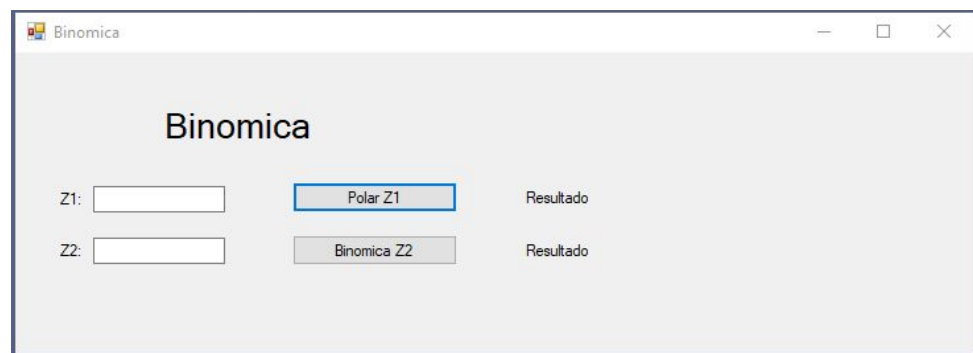 Binomica
Binomica
Z1: Polar Z1 Resultado
Z2: Binomica Z2 Resultado